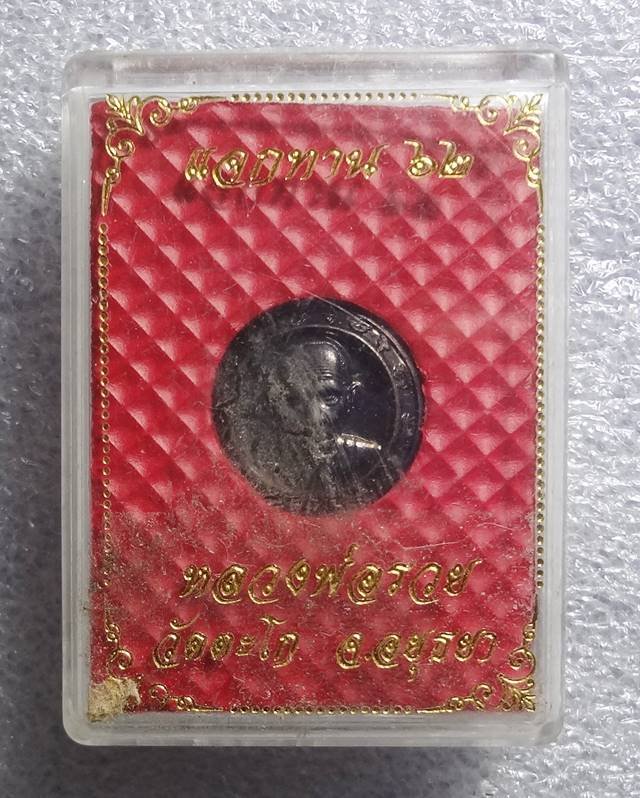 แจกทาน ๖๒
หลวงพ่อรวย
วัดตะโก จ.อยุธยา